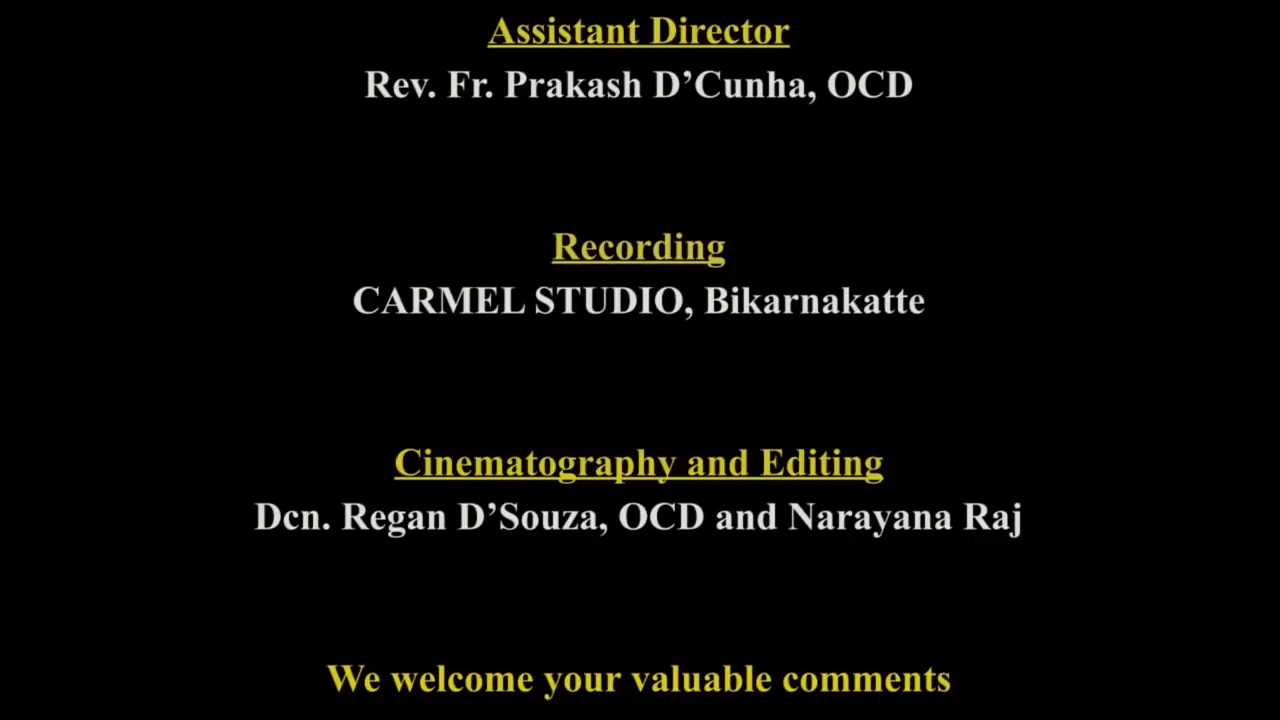 Assistant Director
Rev. Fr. Prakash D’Cunha, OCD
Recording
CARMEL STUDIO, Bikarnakatte
Cinematography and Editing
Dcn. Regan D’Souza, OCD and Narayana Raj
We welcome your valuable comments